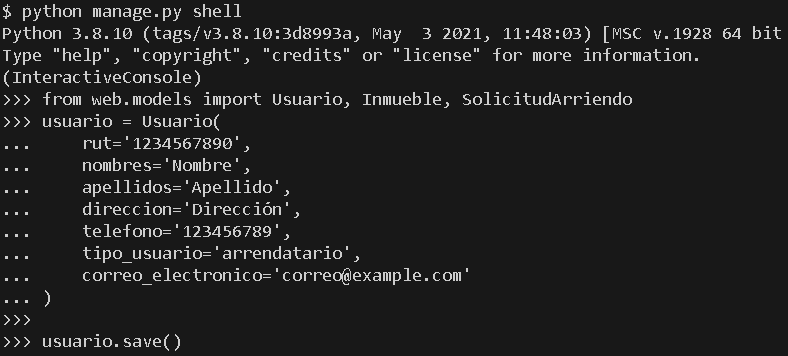 $ python manage.py shell
Python 3.8.10 (tags/v3.8.10:3d8993a, May  3 2021, 11:48:03) [MSC v.1928 64 bit
Type "help", "copyright", "credits" or "license" for more information.
(InteractiveConsole)
>>> from web.models import Usuario, Inmueble, SolicitudArriendo
>>> usuario = Usuario(
...     rut='1234567890',
...     nombres='Nombre',
...     apellidos='Apellido',
...     direccion='Dirección',
...     telefono='123456789',
...     tipo_usuario='arrendatario',
...     correo_electronico='correo@example.com'
... )
>>>
>>> usuario.save()